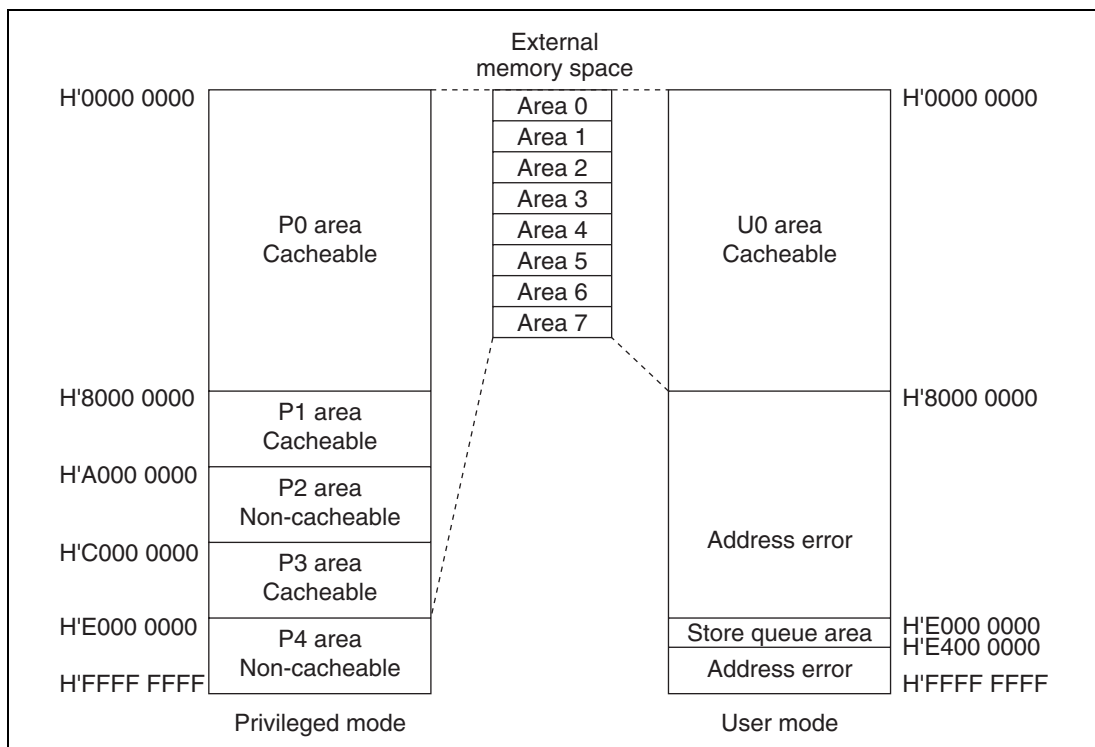 External
memory space
H'0000 0000
Area 0
H'0000 0000
Area 1
Area 2
Area 3
P0 area
Cacheable
Area 4
U0 area
Cacheable
Area 5
Area 6
Area 7
H'8000 0000
H'8000 0000
P1 area
Cacheable
H'A000 0000
P2 area
Non-cacheable
H'C000 0000
Address error
P3 area
Cacheable
H'E000 0000
H'E000 0000
Store queue area
P4 area
Non-cacheable
H'E400 0000
Address error
H'FFFF FFFF
H'FFFF FFFF
Privileged mode
User mode